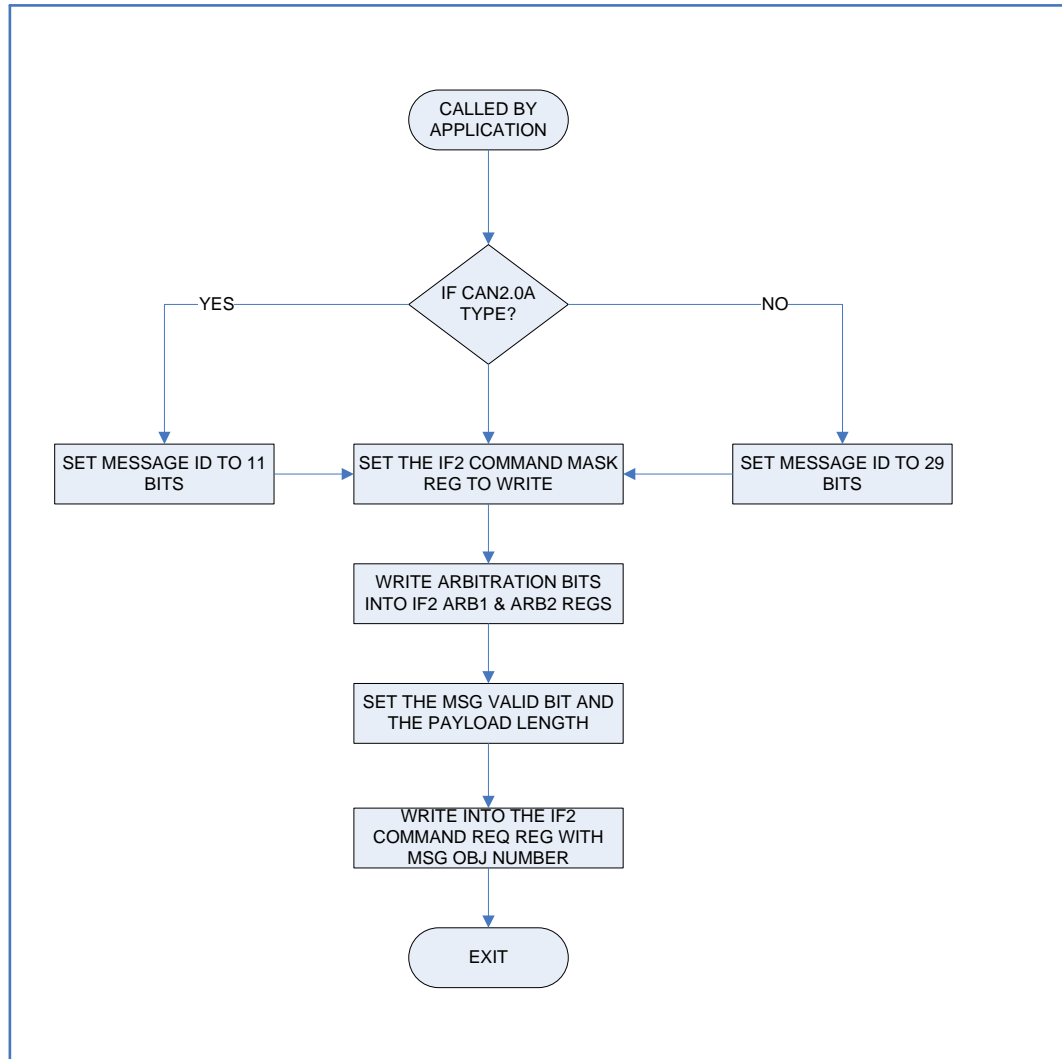 CALLED BY
APPLICATION
IF CAN2.0A
TYPE?
YES
NO
SET MESSAGE ID TO 11
BITS
SET THE IF2 COMMAND MASK
REG TO WRITE
SET MESSAGE ID TO 29
BITS
WRITE ARBITRATION BITS
INTO IF2 ARB1 & ARB2 REGS
SET THE MSG VALID BIT AND
THE PAYLOAD LENGTH
WRITE INTO THE IF2
COMMAND REQ REG WITH
MSG OBJ NUMBER
EXIT